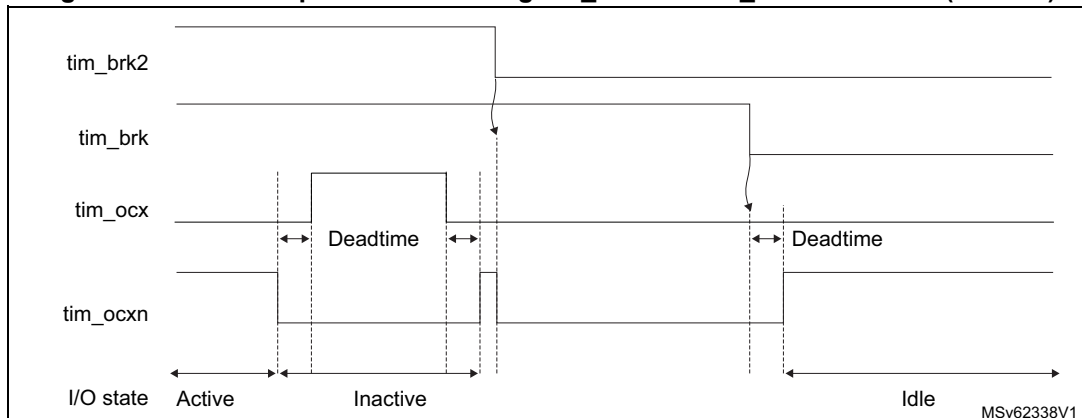 tim_brk2
tim_brk
tim_ocx
Deadtime
Deadtime
tim_ocxn
I/O state Active Inactive Idle
MSv62338V1